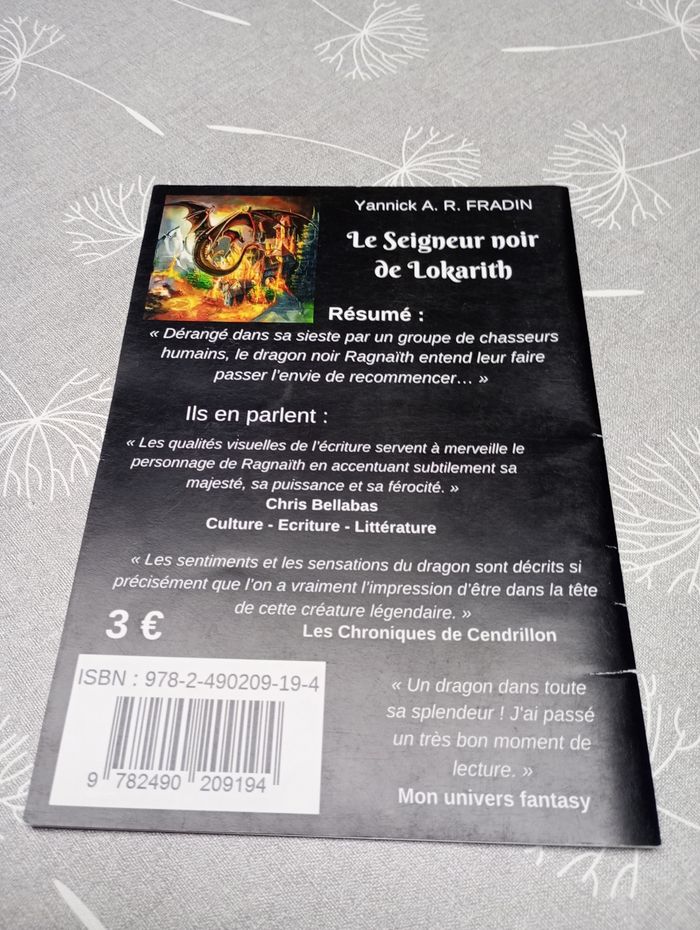 Yannick A. R. FRADIN
Le Seigneur noir
de Lokarith
Résumé :
« Dérangé dans sa sieste par un groupe de chasseurs
humains, le dragon noir Ragnaïth entend leur faire
passer l'envie de recommencer... »
Ils en parlent :
« Les qualités visuelles de l'écriture servent à merveille le
personnage de Ragnaïth en accentuant subtilement sa
majesté, sa puissance et sa férocité. »
Chris Bellabas
Culture - Ecriture - Littérature
« Les sentiments et les sensations du dragon sont décrits si
précisément que l'on a vraiment l'impression d'être dans la tête
de cette créature légendaire. »
Les Chroniques de Cendrillon
3 €
ISBN : 978-2-490209-19-4
9 782490 209194
« Un dragon dans toute
sa splendeur ! J'ai passé
un très bon moment de
lecture. »
Mon univers fantasy